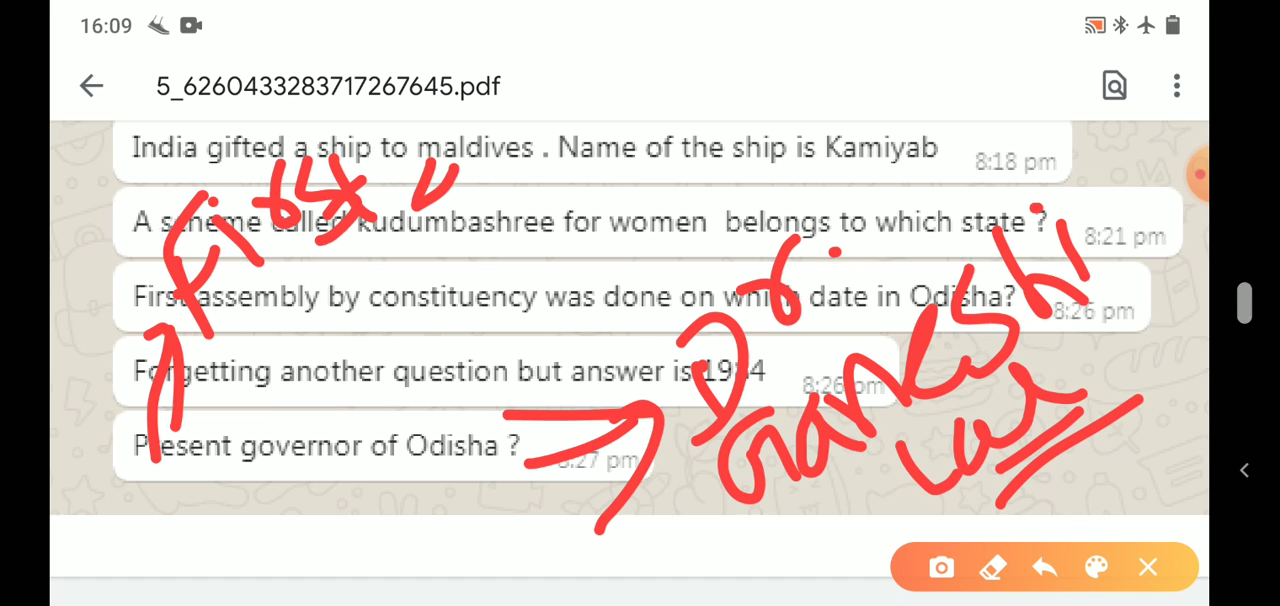 16:09
5_6260433283717267645.pdf
India gifted a ship to maldives . Name of the ship is Kamiyab 8:18 pm
A scheme called kudumbashree for women belongs to which state ? 8:21 pm
First assembly by constituency was done on which date in Odisha? 8:26 pm
Forgetting another question but answer is 1984 8:26 pm
Present governor of Odisha ? 8:27 pm
First
Dr.
Ganeshi
Lal